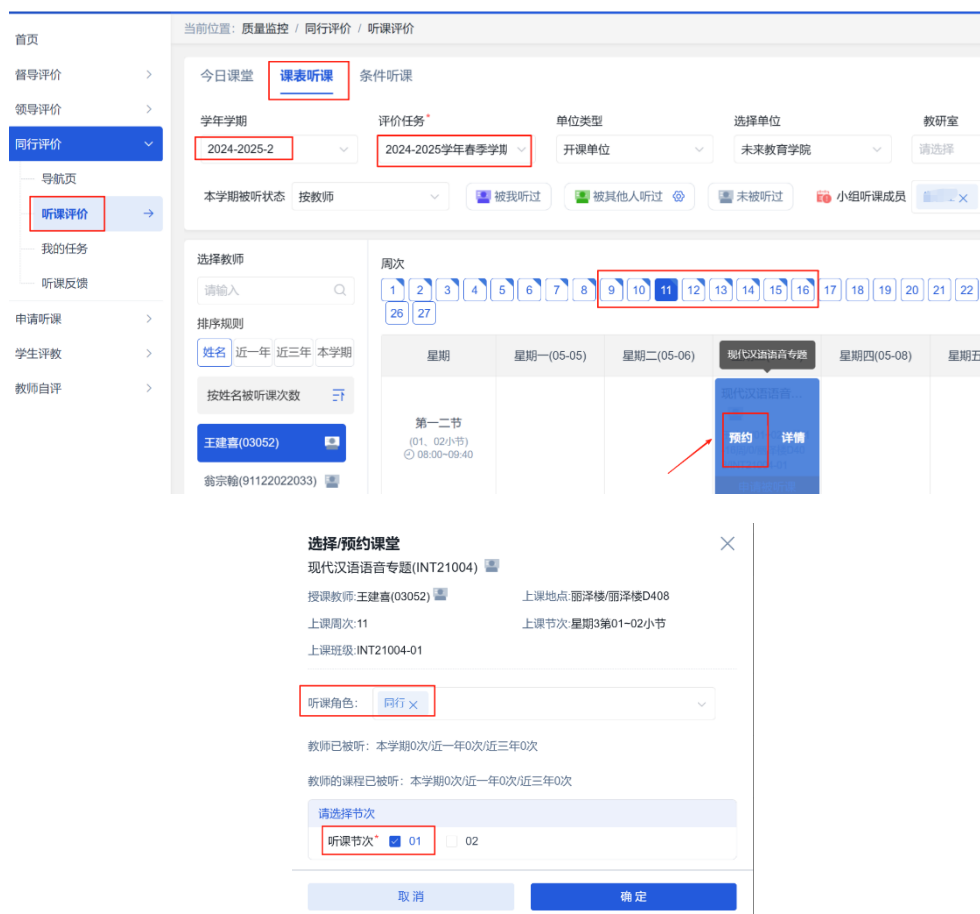 当前位置: 质量监控 / 同行评价 / 听课评价
首页
督导评价
领导评价
同行评价
导航页
听课评价
我的任务
听课反馈
申请听课
学生评教
教师自评
今日课堂 课表听课 条件听课
学年学期 评价任务* 单位类型 选择单位 教研室
2024-2025-2 2024-2025学年春季学期 开课单位 未来教育学院 请选择
本学期被听状态 按教师 被我听过 被其他人听过 未被听过 小组听课成员
选择教师
请输入
排序规则
姓名 近一年 近三年 本学期
按姓名被听课次数
王建喜(03052)
翁宗翰(91122022033)
周次
1 2 3 4 5 6 7 8 9 10 11 12 13 14 15 16 17 18 19 20 21 22
26 27
星期 星期一(05-05) 星期二(05-06) 现代汉语语音专题 星期四(05-08) 星期五
现代汉语语音...
第一二节
(01、02小节)
08:00~09:40
预约 详情
选择/预约课堂
现代汉语语音专题(INT21004)
授课教师:王建喜(03052) 上课地点:丽泽楼/丽泽楼D408
上课周次:11 上课节次:星期3第01~02小节
上课班级:INT21004-01
听课角色: 同行
教师已被听: 本学期0次/近一年0次/近三年0次
教师的课程已被听: 本学期0次/近一年0次/近三年0次
请选择节次
听课节次* 01 02
取消 确定